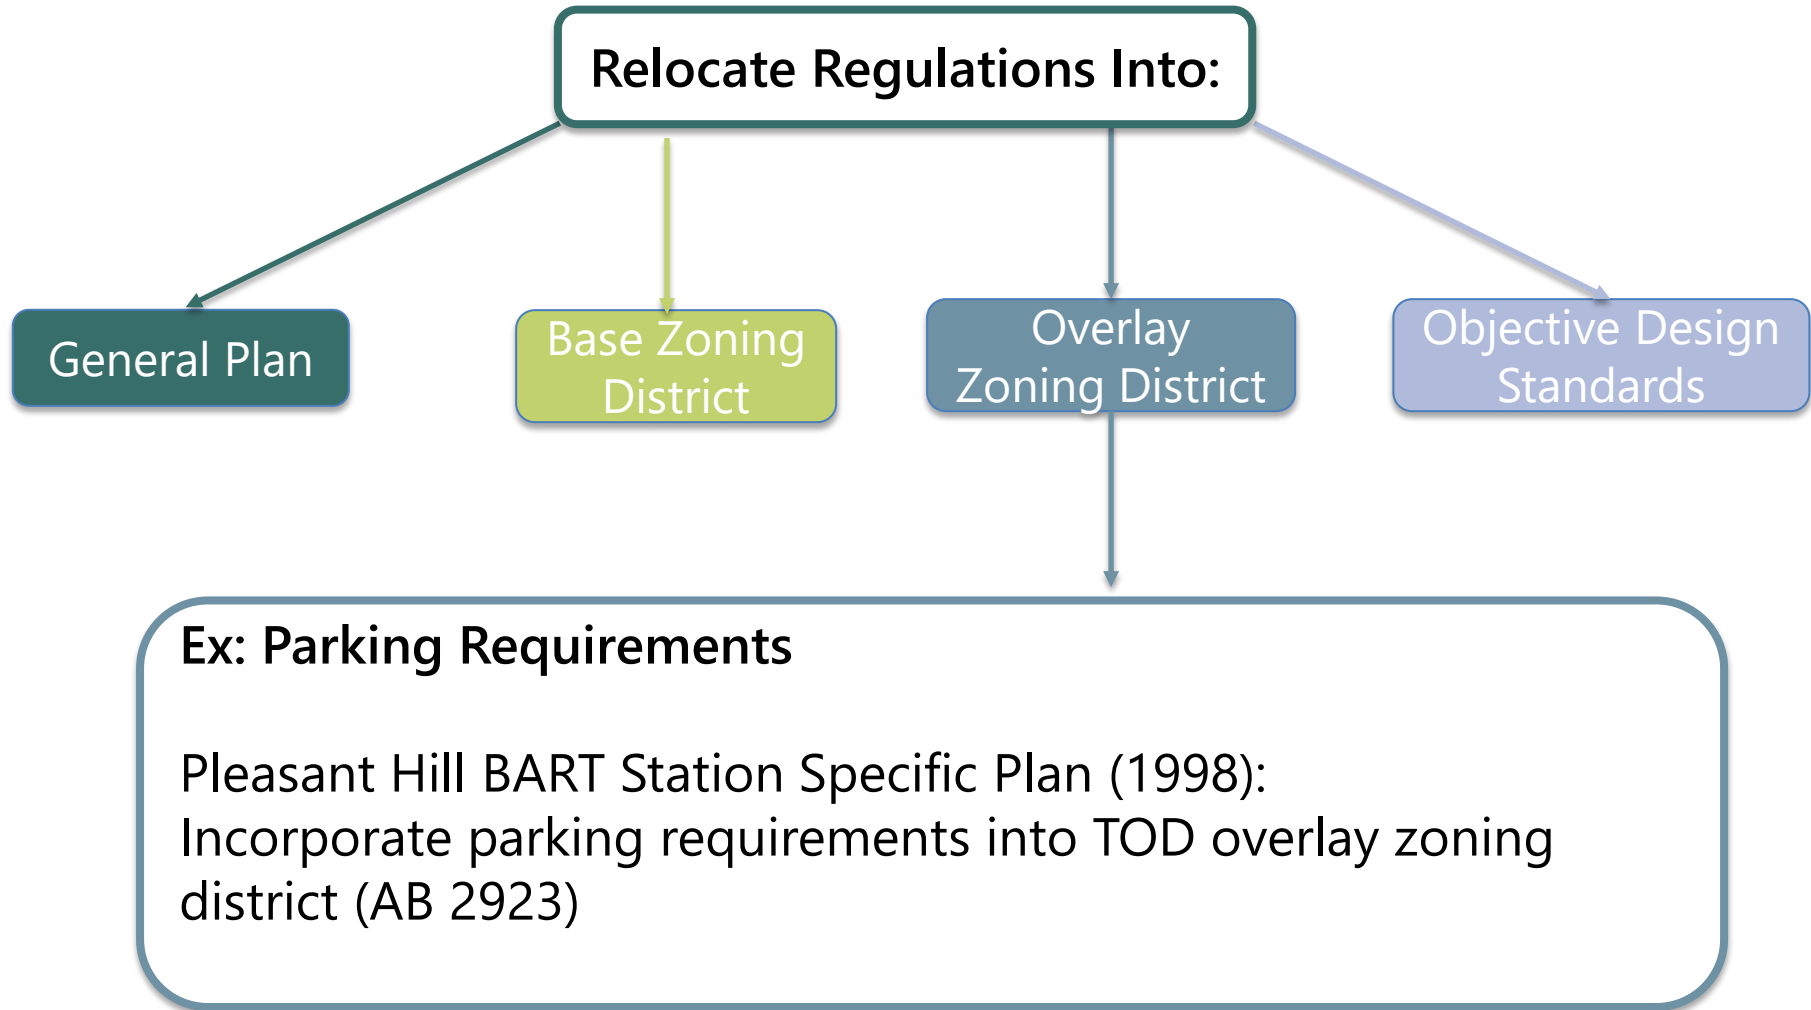 Relocate Regulations Into:
General Plan
Base Zoning
District
Overlay
Zoning District
Objective Design
Standards
Ex: Parking Requirements
Pleasant Hill BART Station Specific Plan (1998):
Incorporate parking requirements into TOD overlay zoning
district (AB 2923)